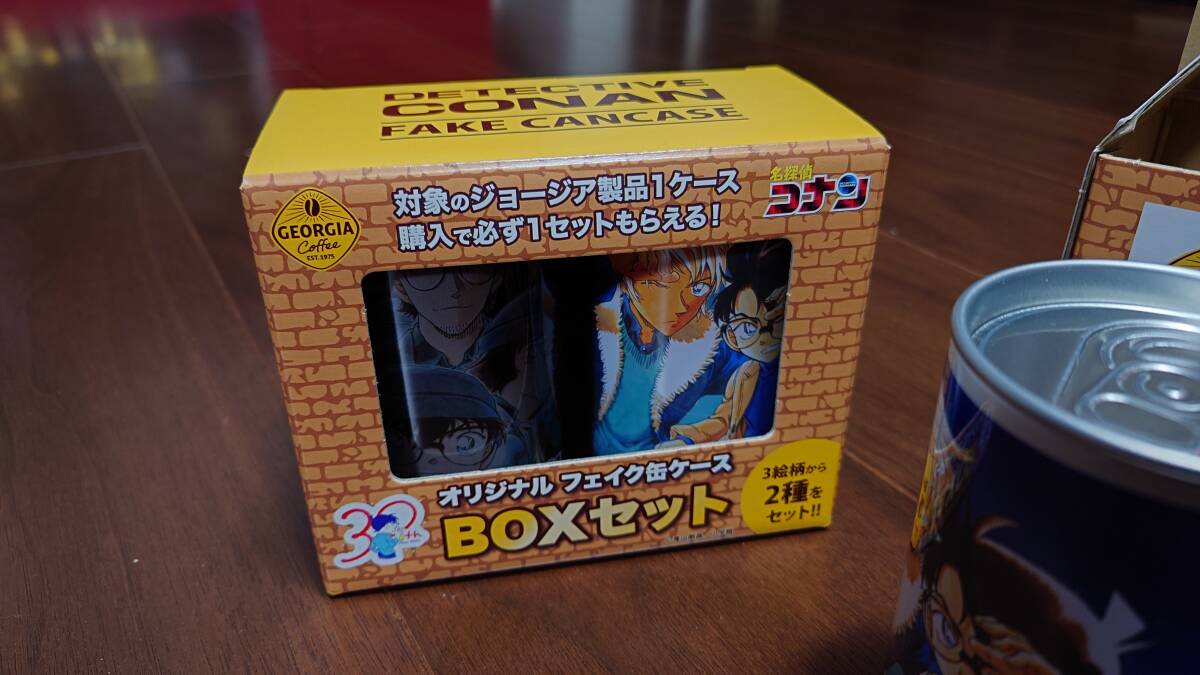 DETECTIVE
CONAN
FAKE CANCASE
GEORGIA
Coffee
EST.1975
対象のジョージア製品1ケース
購入で必ず1セットもらえる!
名探偵
コナン
オリジナル フェイク缶ケース
BOXセット
3絵柄から
2種を
セット!!
30